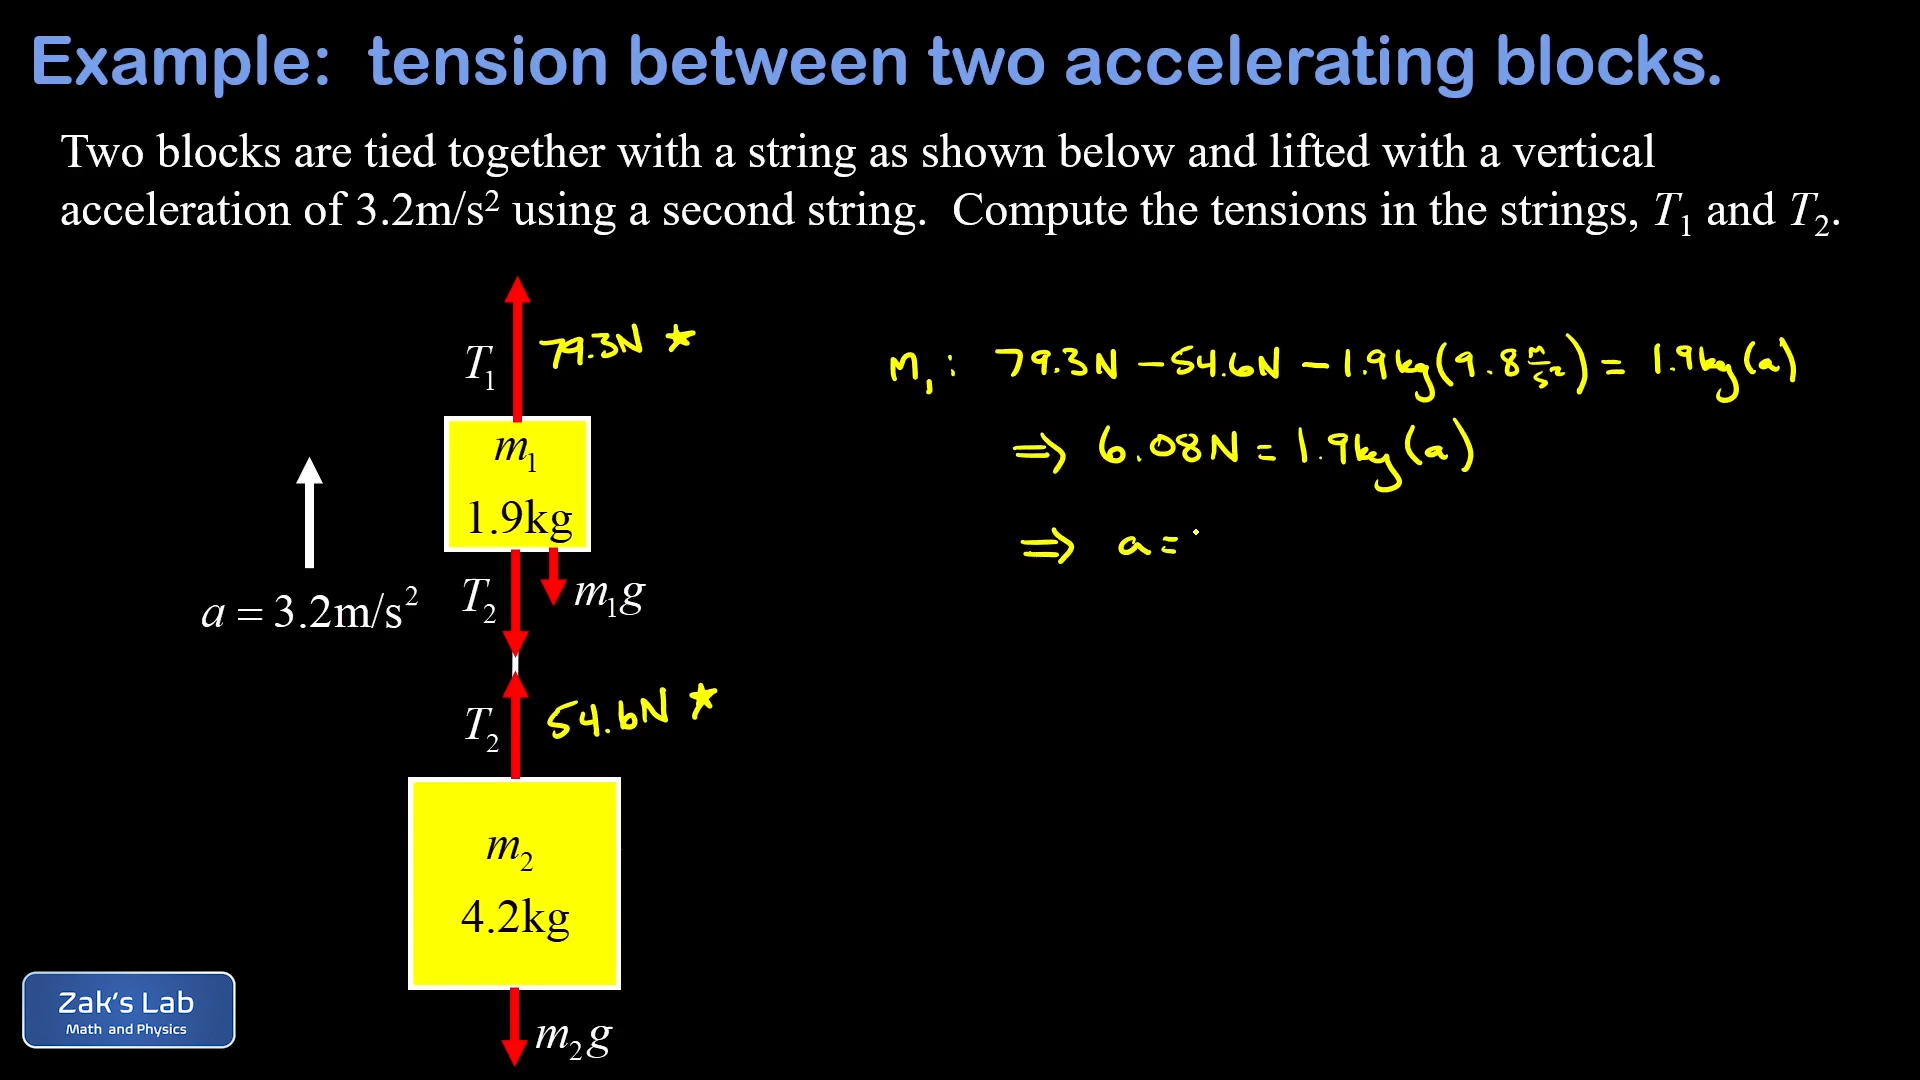 Example: tension between two accelerating blocks.
Two blocks are tied together with a string as shown below and lifted with a vertical
acceleration of 3.2m/s² using a second string. Compute the tensions in the strings, T₁ and T₂.
T₁ 79.3N ★
m₁
1.9kg
a = 3.2m/s²
T₂ m₁g
T₂ 54.6N ★
m₂
4.2kg
m₂g
m₁: 79.3N – 54.6N – 1.9kg(9.8 m/s²) = 1.9kg(a)
⇒ 6.08N = 1.9kg(a)
⇒ a =
Zak's Lab
Math and Physics